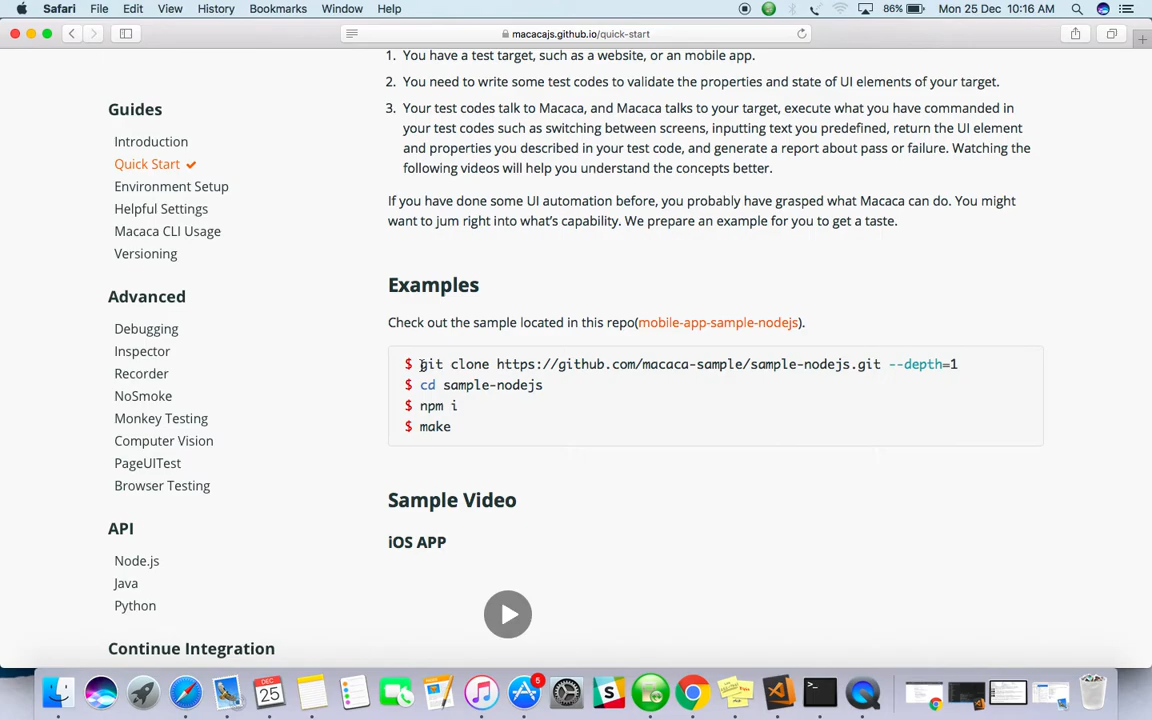 Safari File Edit View History Bookmarks Window Help 86% Mon 25 Dec 10:16 AM
macacajs.github.io/quick-start
1. You have a test target, such as a website, or an mobile app.
2. You need to write some test codes to validate the properties and state of UI elements of your target.
3. Your test codes talk to Macaca, and Macaca talks to your target, execute what you have commanded in
your test codes such as switching between screens, inputting text you predefined, return the UI element
and properties you described in your test code, and generate a report about pass or failure. Watching the
following videos will help you understand the concepts better.
If you have done some UI automation before, you probably have grasped what Macaca can do. You might
want to jum right into what's capability. We prepare an example for you to get a taste.
Examples
Check out the sample located in this repo(mobile-app-sample-nodejs).
$ git clone https://github.com/macaca-sample/sample-nodejs.git --depth=1
$ cd sample-nodejs
$ npm i
$ make
Sample Video
iOS APP
Guides
Introduction
Quick Start
Environment Setup
Helpful Settings
Macaca CLI Usage
Versioning
Advanced
Debugging
Inspector
Recorder
NoSmoke
Monkey Testing
Computer Vision
PageUITest
Browser Testing
API
Node.js
Java
Python
Continue Integration
DEC
25
5
S